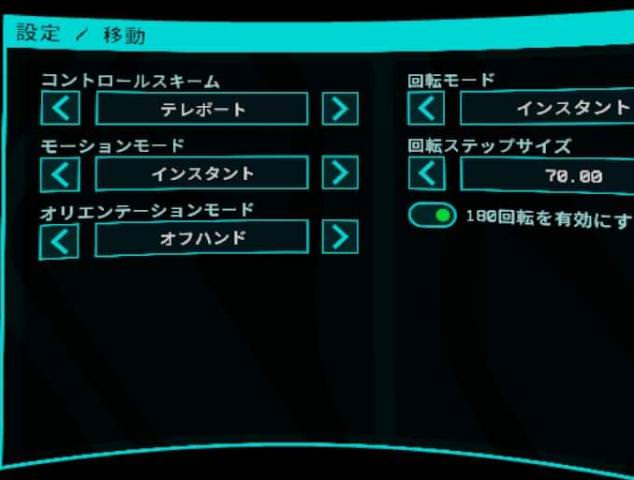 設定 / 移動
コントロールスキーム
テレポート
モーションモード
インスタント
オリエンテーションモード
オフハンド
回転モード
インスタント
回転ステップサイズ
70.00
180回転を有効にす